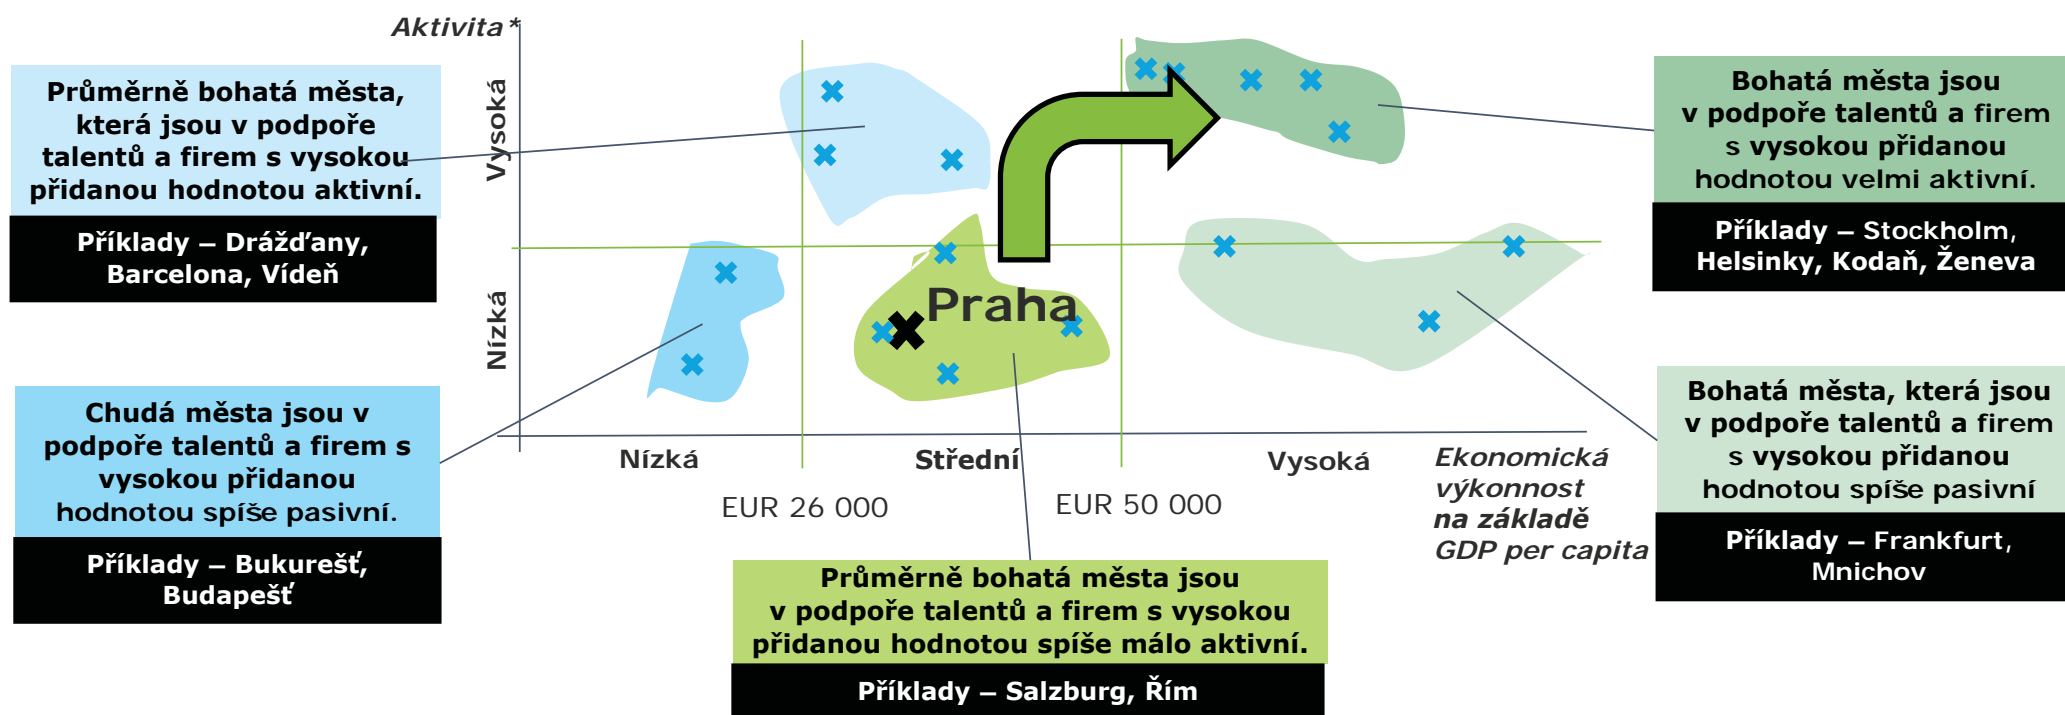 Aktivita*
Vysoká
Nízká
Průměrně bohatá města,
která jsou v podpoře
talentů a firem s vysokou
přidanou hodnotou aktivní.
Příklady – Drážďany,
Barcelona, Vídeň
Chudá města jsou v
podpoře talentů a firem s
vysokou přidanou
hodnotou spíše pasivní.
Příklady – Bukurešť,
Budapešť
Praha
Nízká
Střední
Vysoká
EUR 26 000
EUR 50 000
Ekonomická
výkonnost
na základě
GDP per capita
Průměrně bohatá města jsou
v podpoře talentů a firem s vysokou
přidanou hodnotou spíše málo aktivní.
Příklady – Salzburg, Řím
Bohatá města jsou
v podpoře talentů a firem
s vysokou přidanou
hodnotou velmi aktivní.
Příklady – Stockholm,
Helsinky, Kodaň, Ženeva
Bohatá města, která jsou
v podpoře talentů a firem
s vysokou přidanou
hodnotou spíše pasivní
Příklady – Frankfurt,
Mnichov